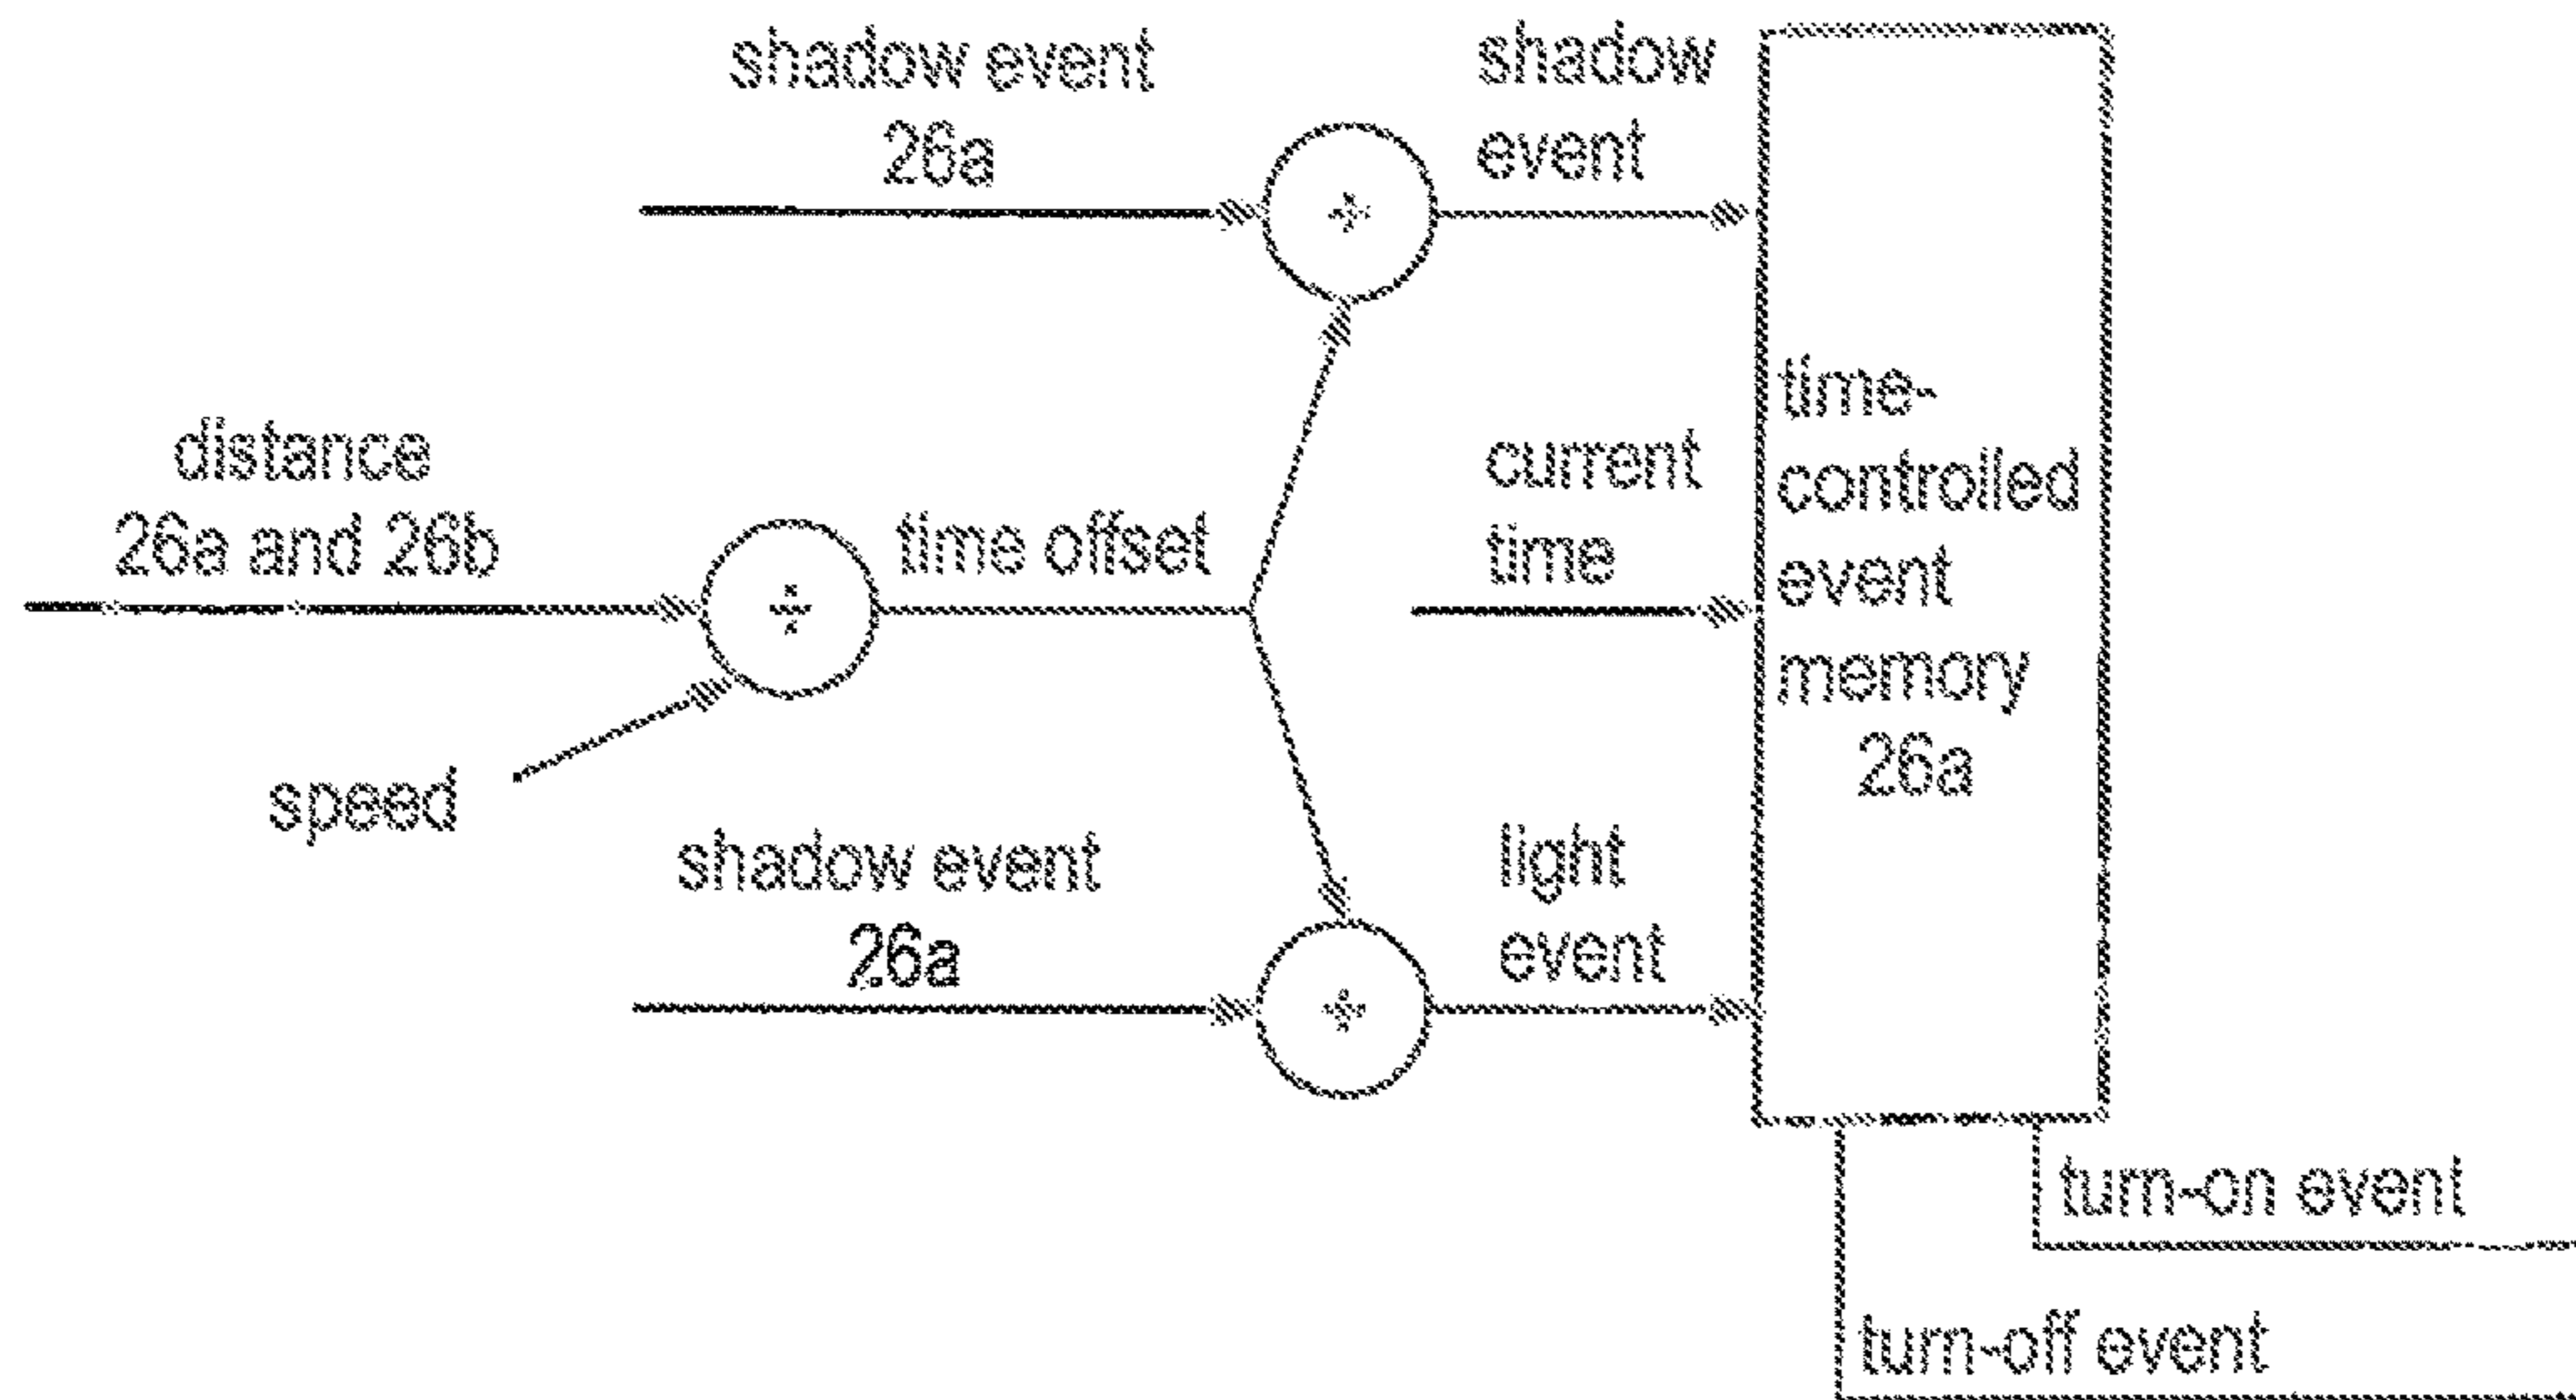 shadow event
26a
shadow
event
distance
26a and 26b
÷
time offset
speed
current
time
+
shadow event
26a
+
light
event
time-
controlled
event
memory
26a
turn-on event
turn-off event